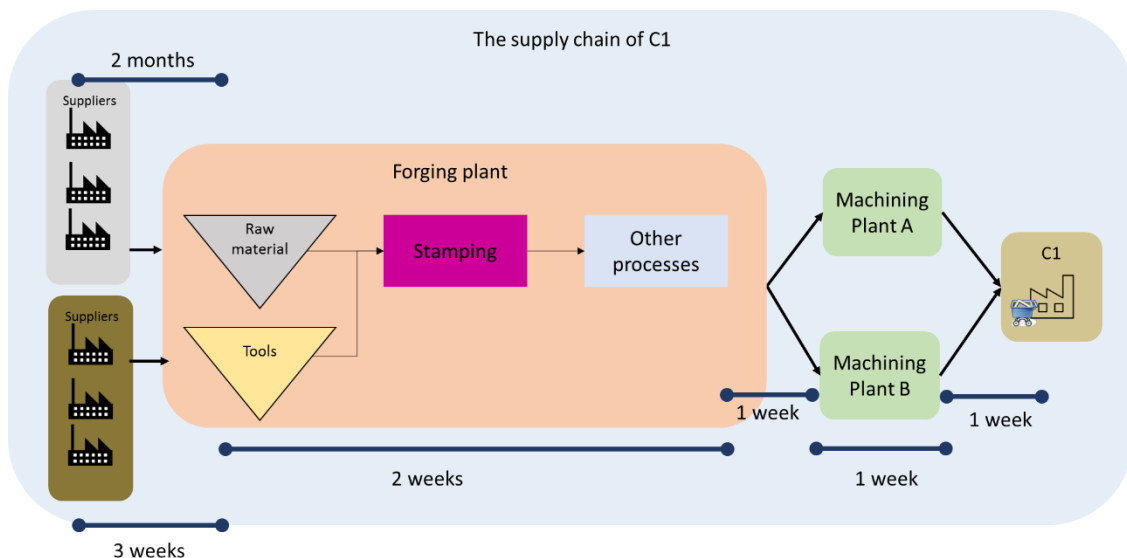 The supply chain of C1
2 months
Suppliers
Forging plant
Raw
material
Stamping
Other
processes
Machining
Plant A
C1
Suppliers
Tools
Machining
Plant B
1 week
1 week
2 weeks
1 week
3 weeks